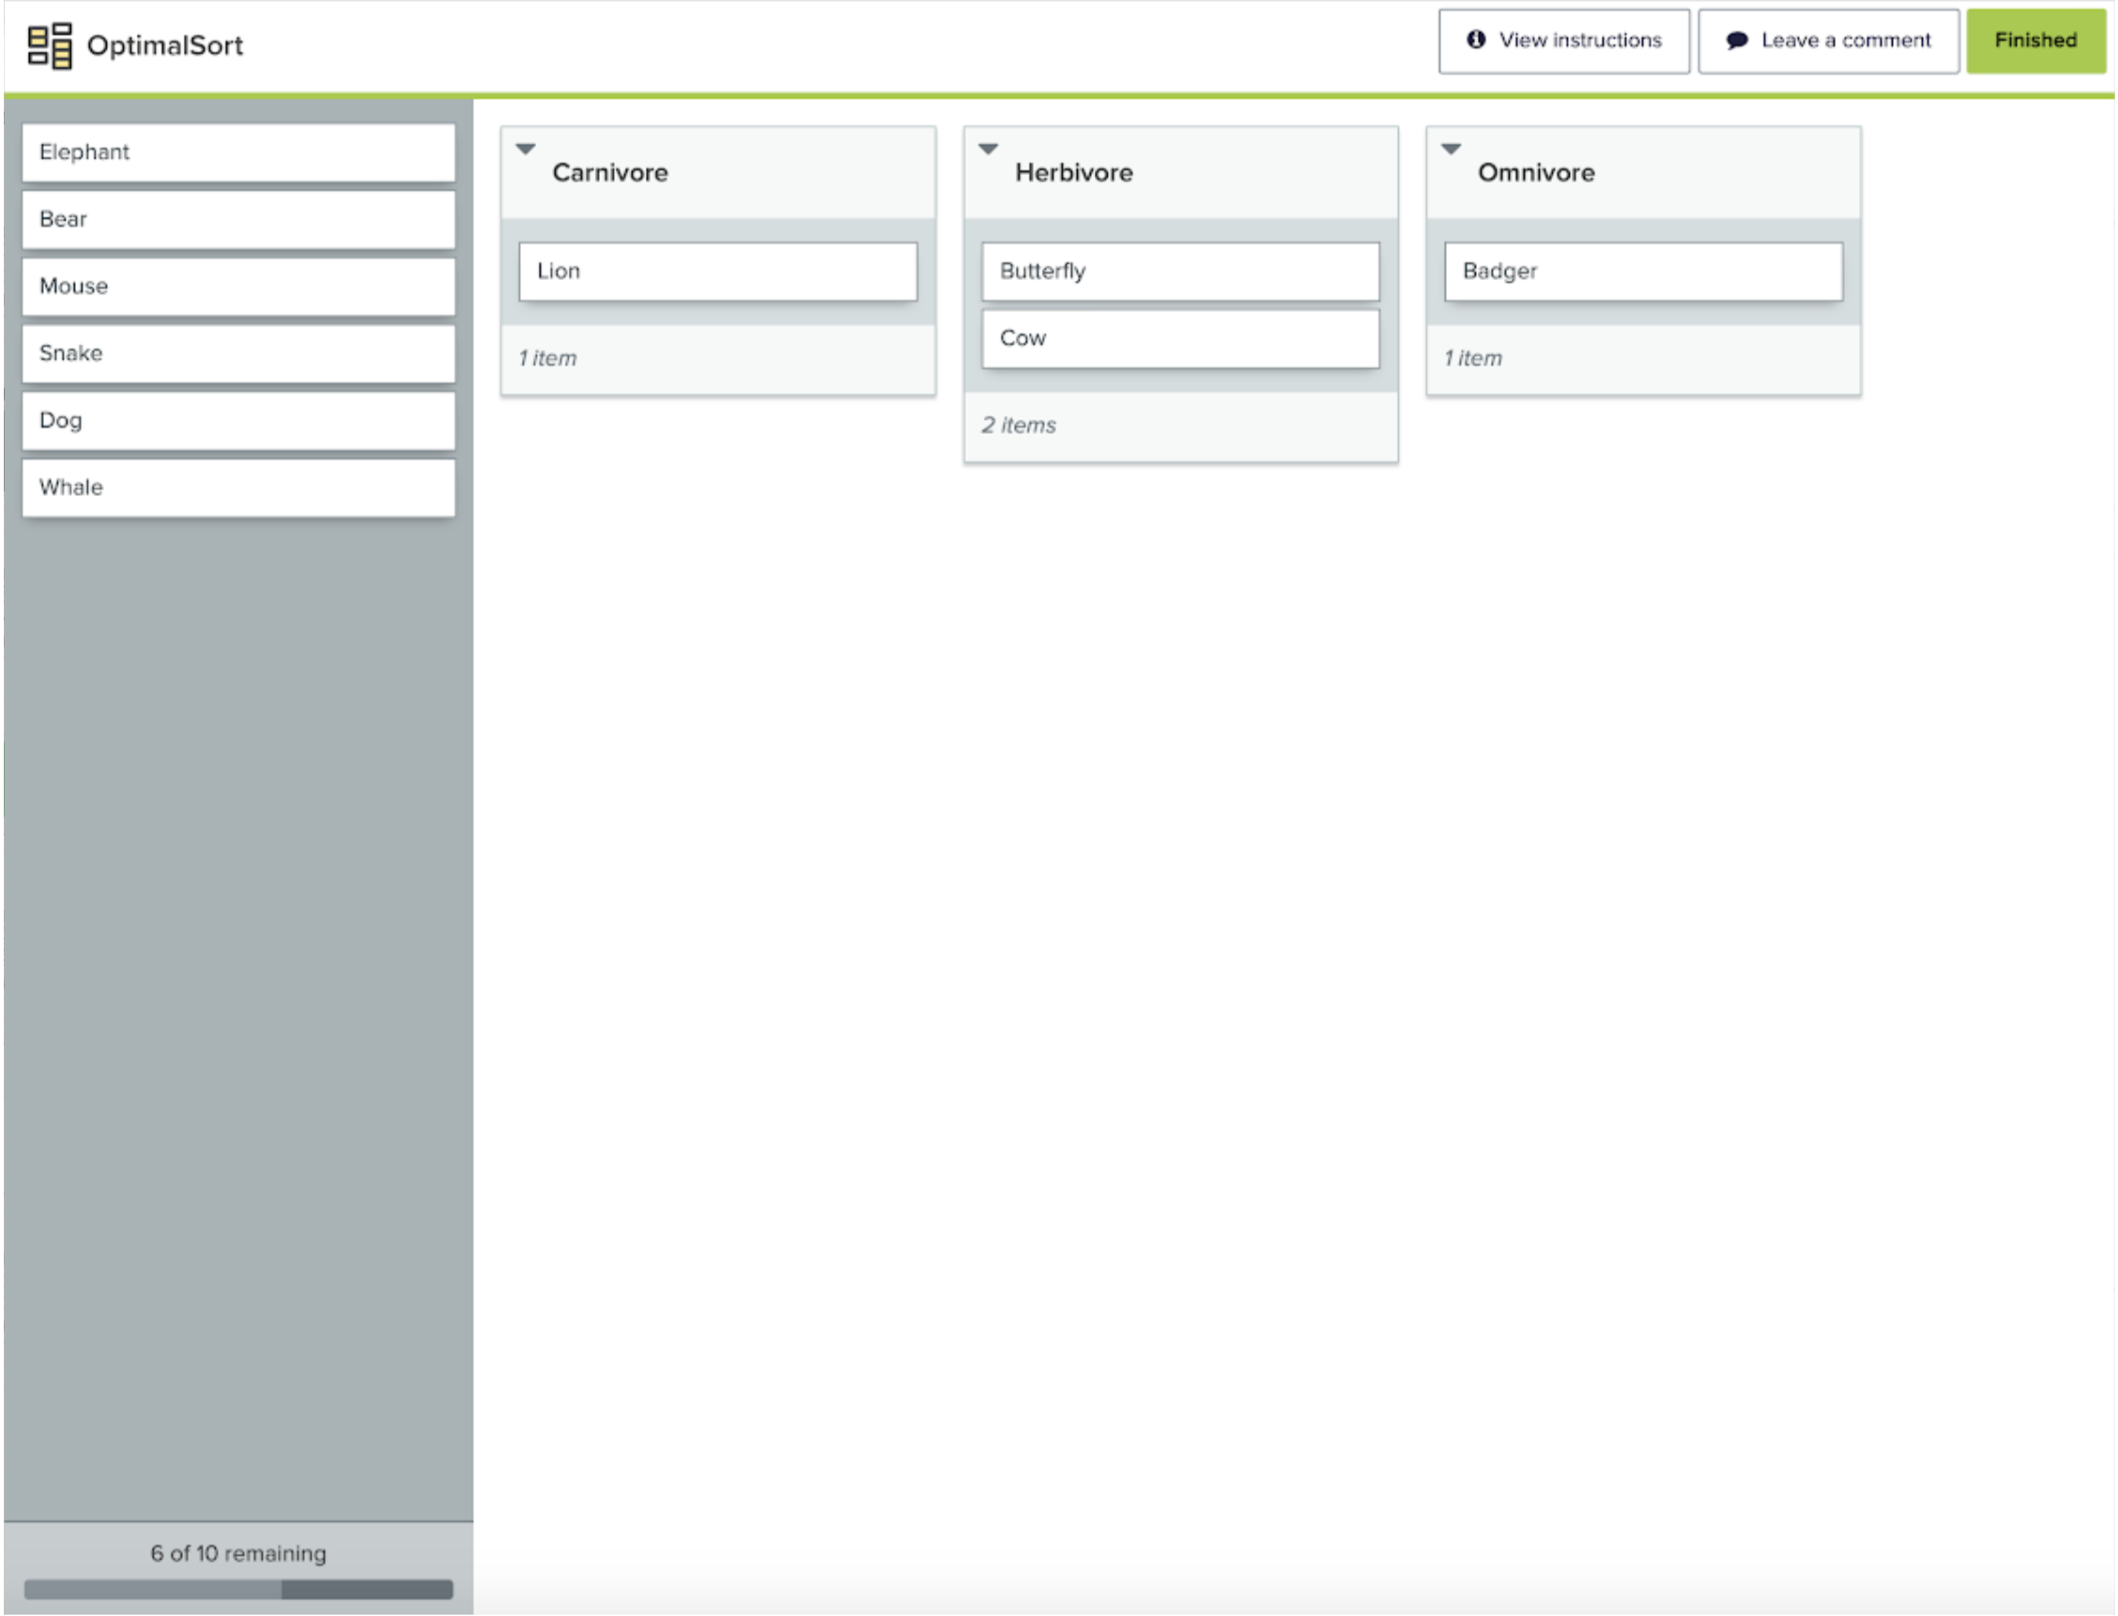 OptimalSort
View instructions
Leave a comment
Finished
Elephant
Bear
Mouse
Snake
Dog
Whale
6 of 10 remaining
Carnivore
Lion
1 item
Herbivore
Butterfly
Cow
2 items
Omnivore
Badger
1 item